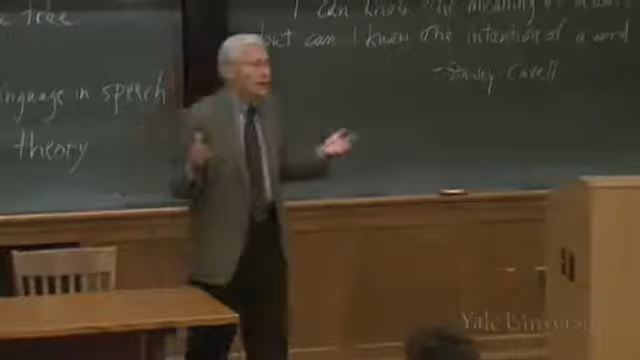 tree
language in speech
theory
I can know the meaning of a word
but can I know the intention of a word
-Stanley Cavell
Yale University